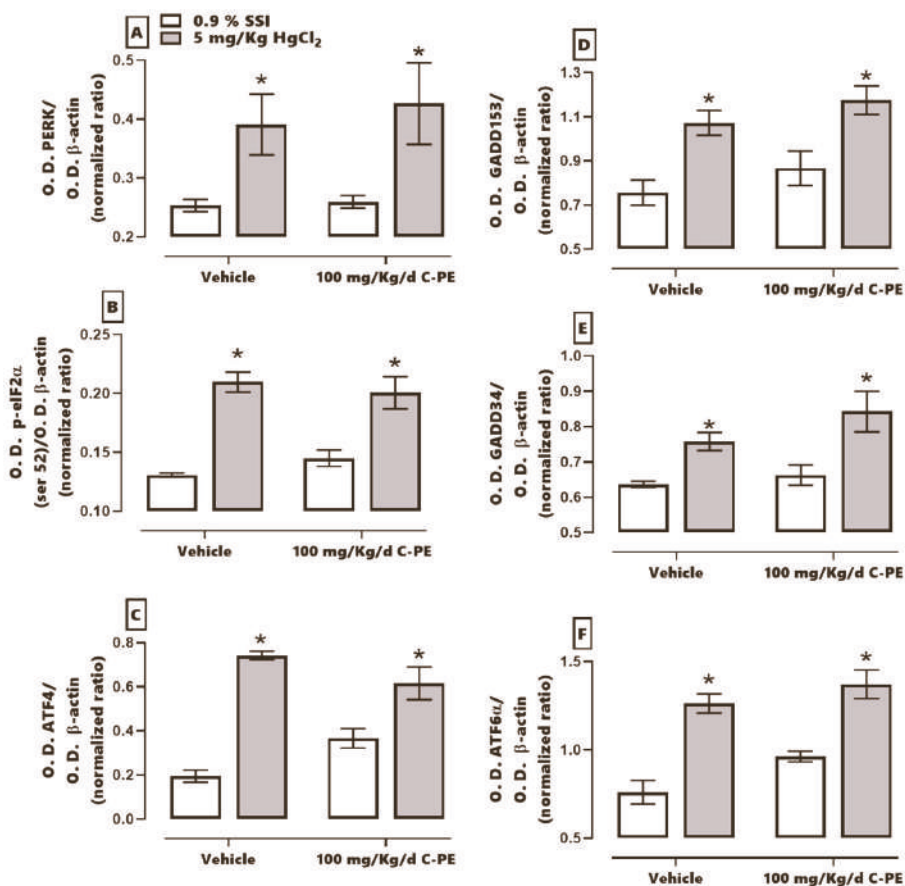 A
0.9 % SSI
5 mg/Kg HgCl₂
O. D. PERK/
O. D. β-actin
(normalized ratio)
0.5
0.4
0.3
0.2
*
*
Vehicle
100 mg/Kg/d C-PE
D
O. D. GADD153/
O. D. β-actin
(normalized ratio)
1.3
1.1
0.9
0.7
0.5
*
*
Vehicle
100 mg/Kg/d C-PE
B
O. D. p-eIF2α
(ser 52)/O. D. β-actin
(normalized ratio)
0.25
0.20
0.15
0.10
*
*
Vehicle
100 mg/Kg/d C-PE
E
O. D. GADD34/
O. D. β-actin
(normalized ratio)
1.0
0.9
0.8
0.7
0.6
0.5
*
*
Vehicle
100 mg/Kg/d C-PE
C
O. D. ATF4/
O. D. β-actin
(normalized ratio)
0.8
0.6
0.4
0.2
0.0
*
*
Vehicle
100 mg/Kg/d C-PE
F
O. D. ATF6α/
O. D. β-actin
(normalized ratio)
1.5
1.0
0.5
*
*
Vehicle
100 mg/Kg/d C-PE